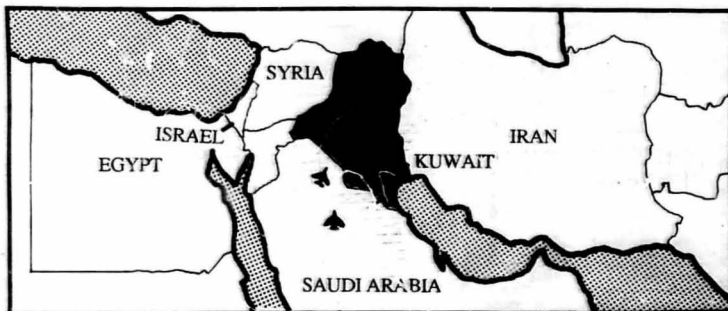 SYRIA
ISRAEL
IRAN
EGYPT
KUWAiT
SAUDI ARABIA